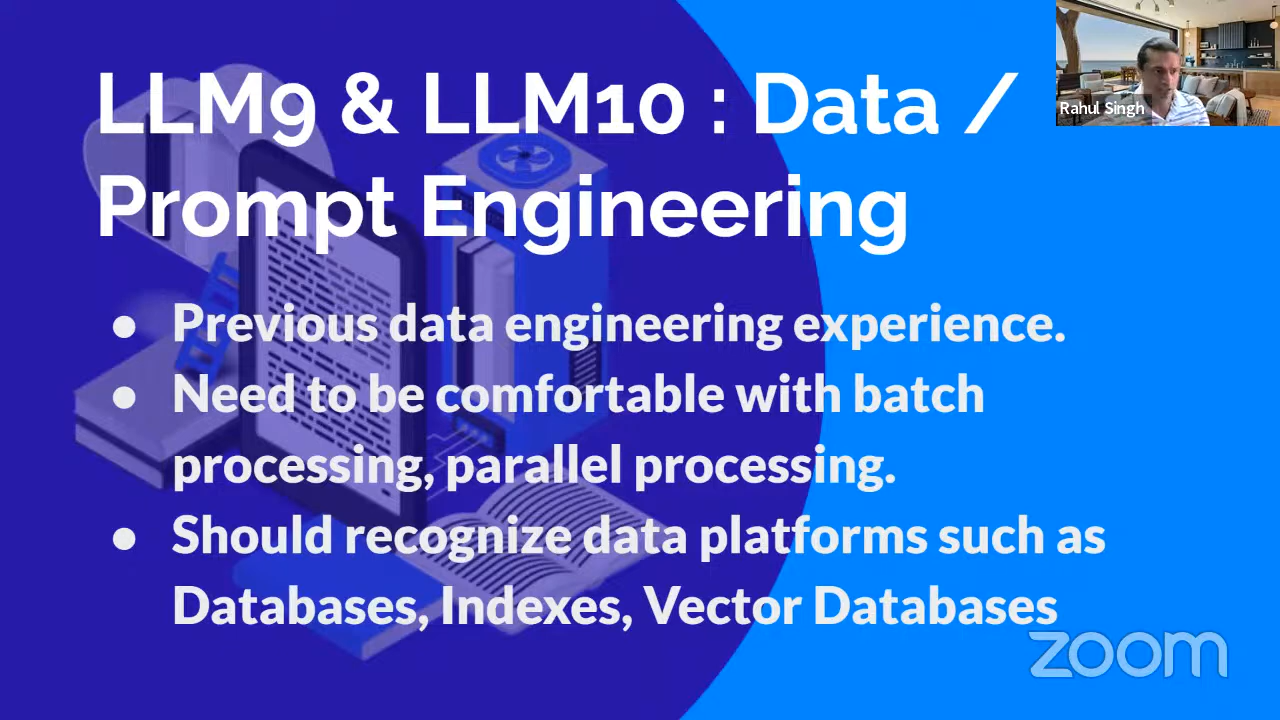 LLM9 & LLM10 : Data /
Prompt Engineering
Rahul Singh
● Previous data engineering experience.
● Need to be comfortable with batch
processing, parallel processing.
● Should recognize data platforms such as
Databases, Indexes, Vector Databases
zoom